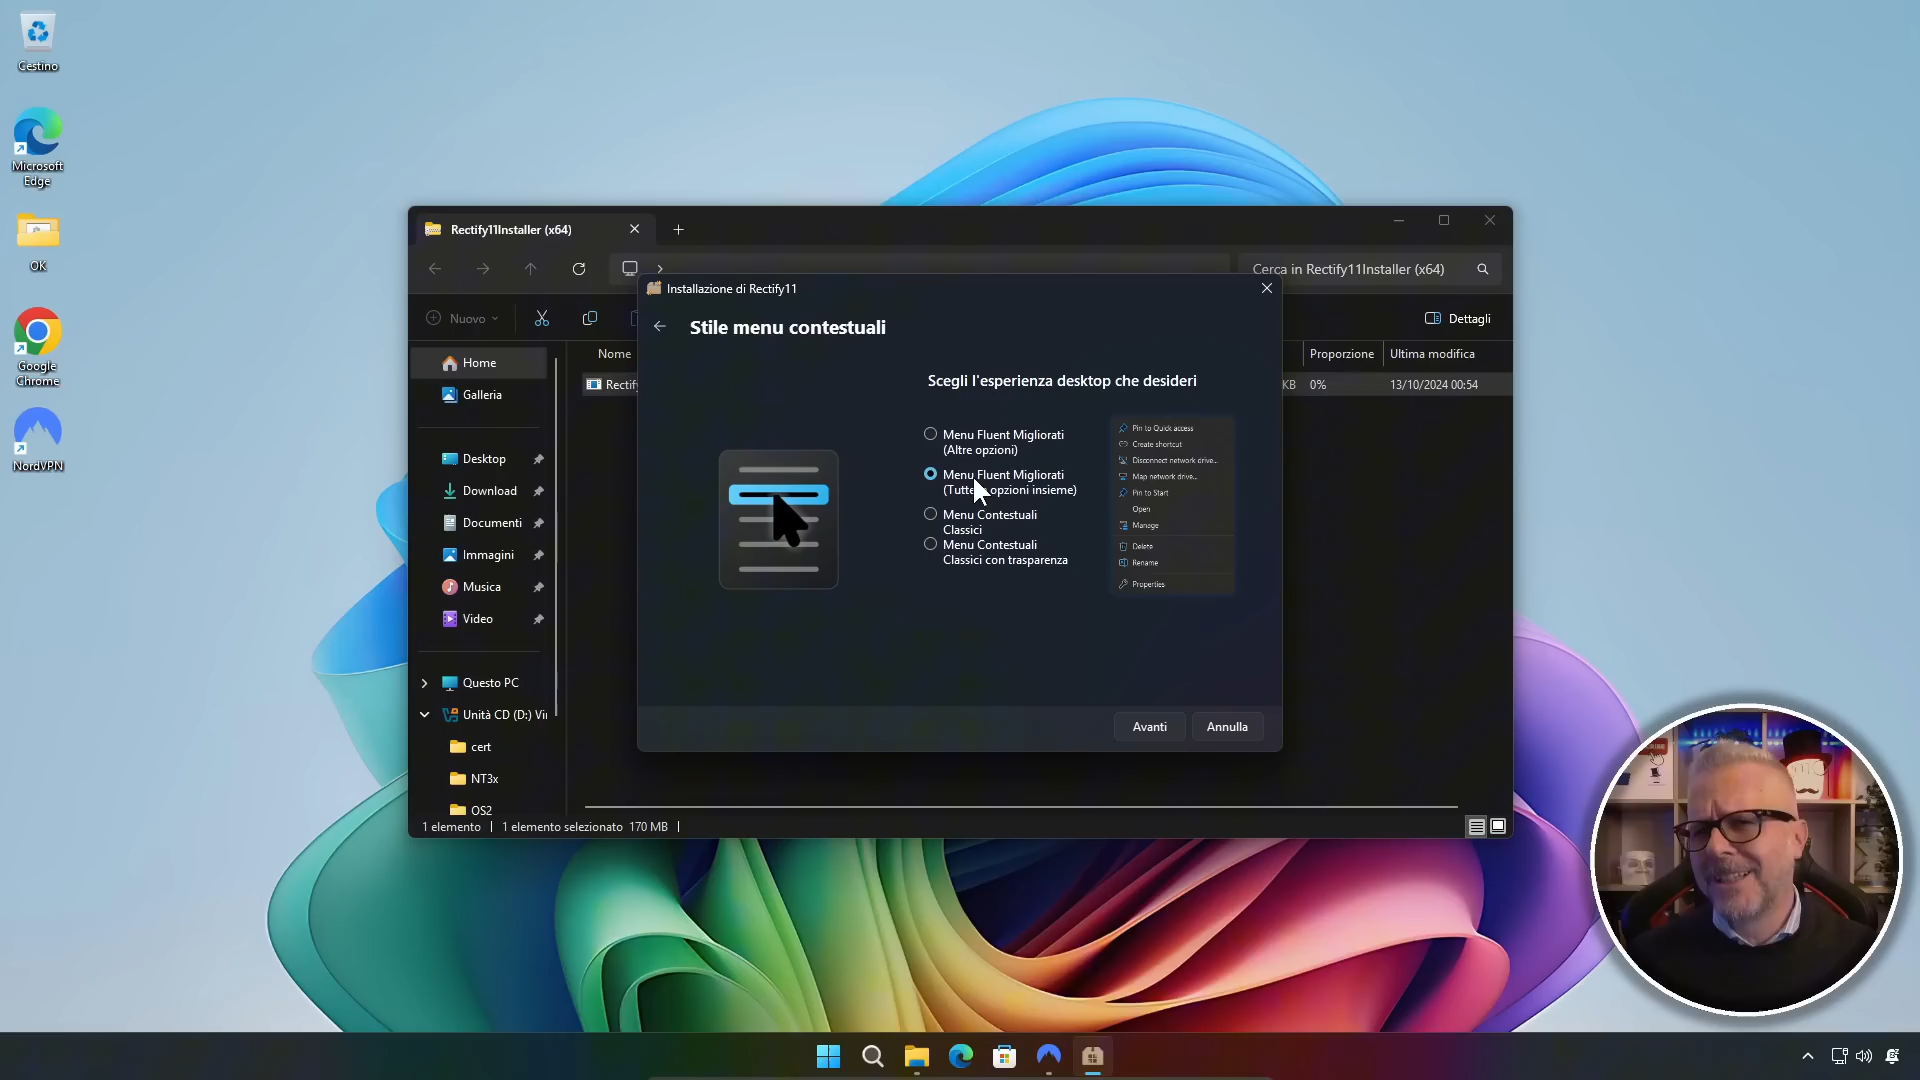 Cestino
Microsoft
Edge
OK
Google
Chrome
NordVPN
Rectify11Installer (x64)
Cerca in Rectify11Installer (x64)
Nuovo
Dettagli
Home
Galleria
Desktop
Download
Documenti
Immagini
Musica
Video
Questo PC
Unità CD (D:) Vi
cert
NT3x
OS2
Nome
Proporzione
Ultima modifica
Rectify
KB
0%
13/10/2024 00:54
1 elemento
1 elemento selezionato 170 MB
Installazione di Rectify11
Stile menu contestuali
Scegli l'esperienza desktop che desideri
Menu Fluent Migliorati
(Altre opzioni)
Menu Fluent Migliorati
(Tutte opzioni insieme)
Menu Contestuali
Classici
Menu Contestuali
Classici con trasparenza
Pin to Quick access
Create shortcut
Disconnect network drive...
Map network drive...
Pin to Start
Open
Manage
Delete
Rename
Properties
Avanti
Annulla